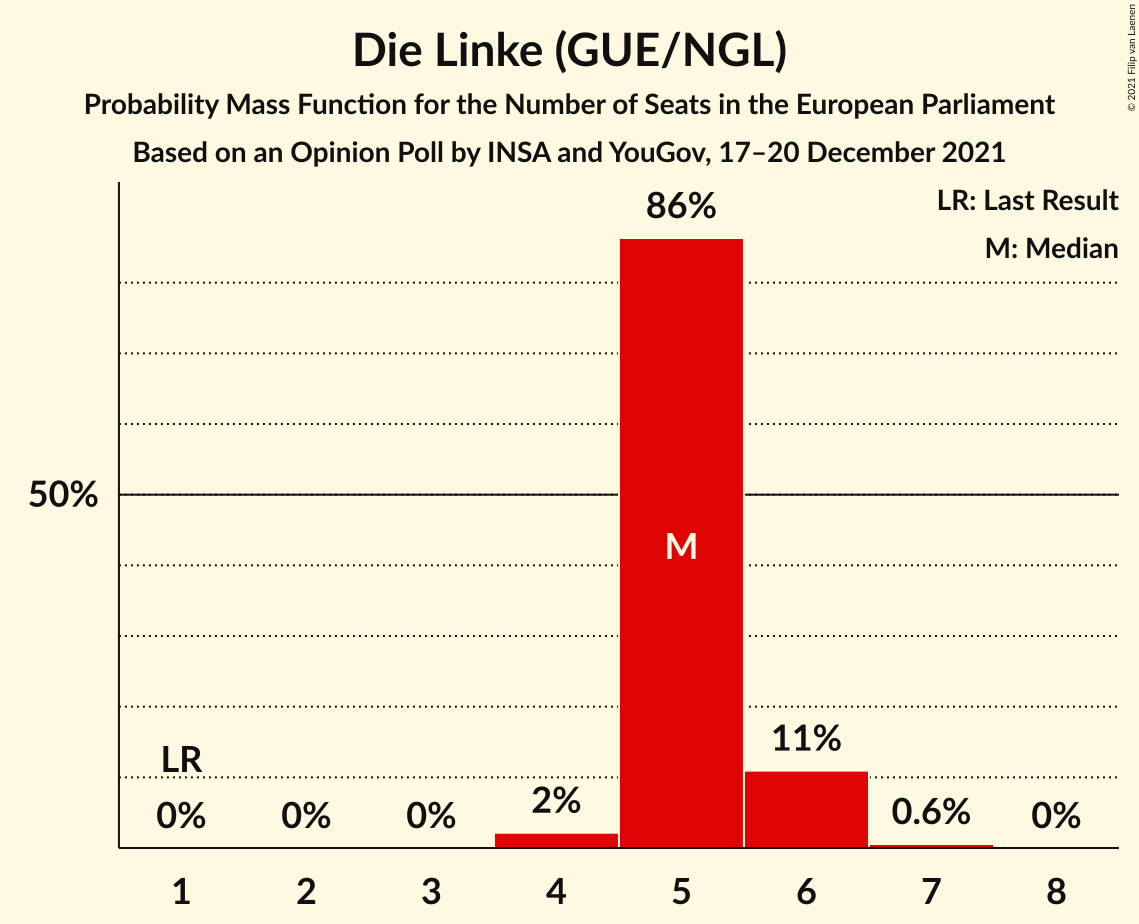 Die Linke (GUE/NGL)
Probability Mass Function for the Number of Seats in the European Parliament
Based on an Opinion Poll by INSA and YouGov, 17–20 December 2021
© 2021 Filip van Laenen
LR: Last Result
M: Median
86%
50%
M
11%
LR
0%
0%
0%
2%
0.6%
0%
1
2
3
4
5
6
7
8